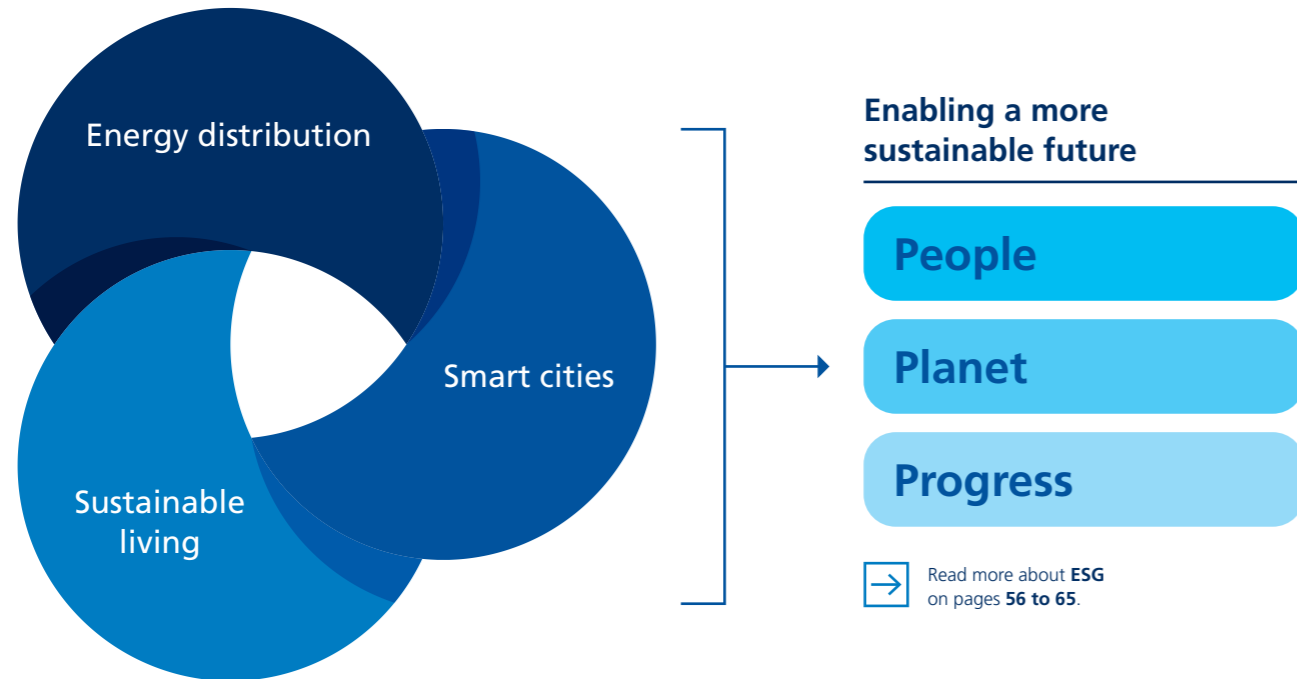 Energy distribution
Smart cities
Sustainable
living
Enabling a more
sustainable future
People
Planet
Progress
Read more about ESG
on pages 56 to 65.